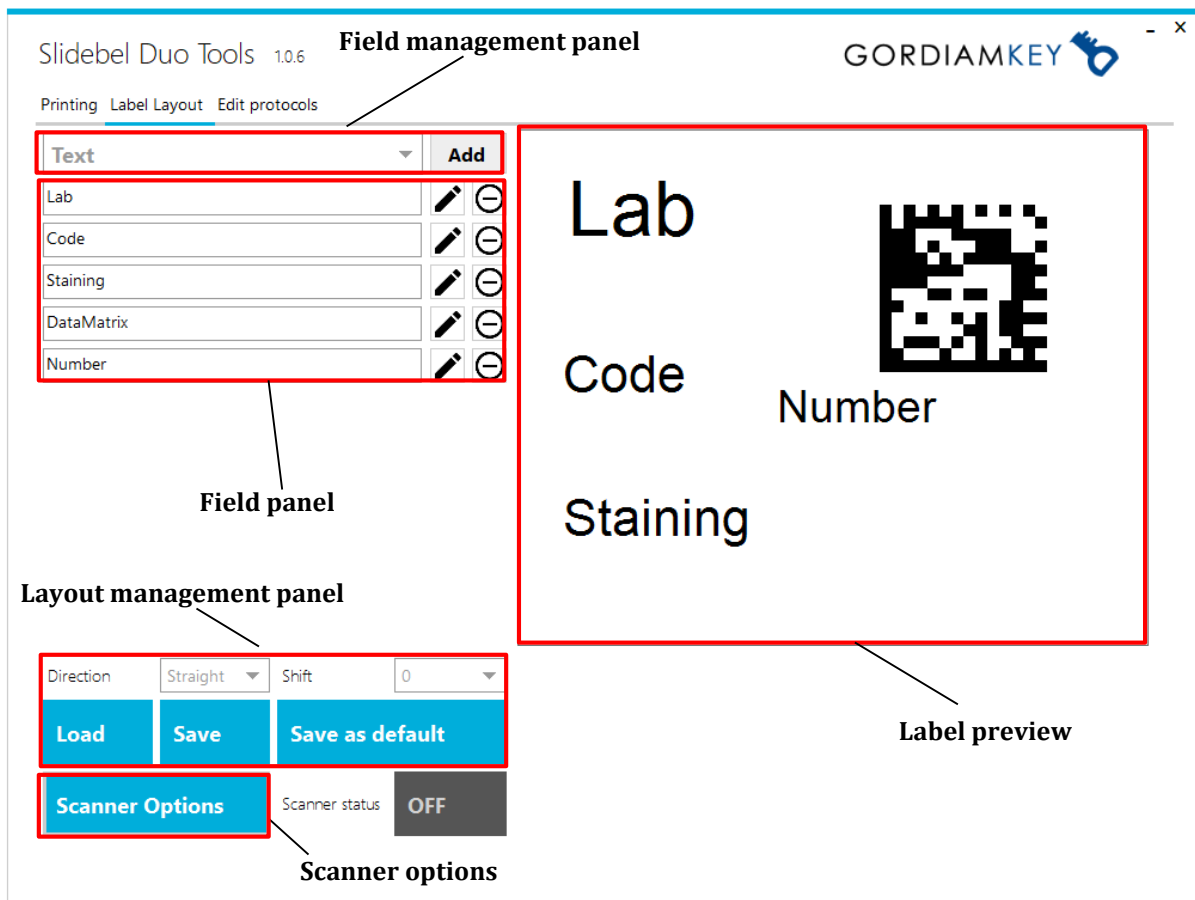 Slidebel Duo Tools 1.0.6
Field management panel
GORDIAMKEY
Printing Label Layout Edit protocols
Text Add
Lab
Code
Staining
DataMatrix
Number
Lab
Code
Number
Staining
Field panel
Layout management panel
Direction Straight Shift 0
Load Save Save as default
Label preview
Scanner Options Scanner status OFF
Scanner options